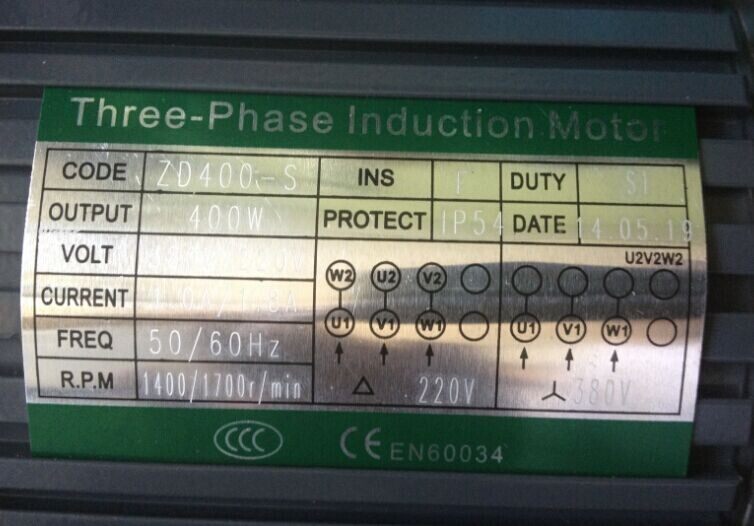 Three-Phase Induction Motor
CODE ZD400-S INS F DUTY S1
OUTPUT 400W PROTECT IP54 DATE 14.05.19
VOLT
U2V2W2
W2 U2 V2
CURRENT
U1 V1 W1 U1 V1 W1
FREQ 50/60Hz
R.P.M 1400/1700r/min △ 220V 380V
CCC CE EN60034